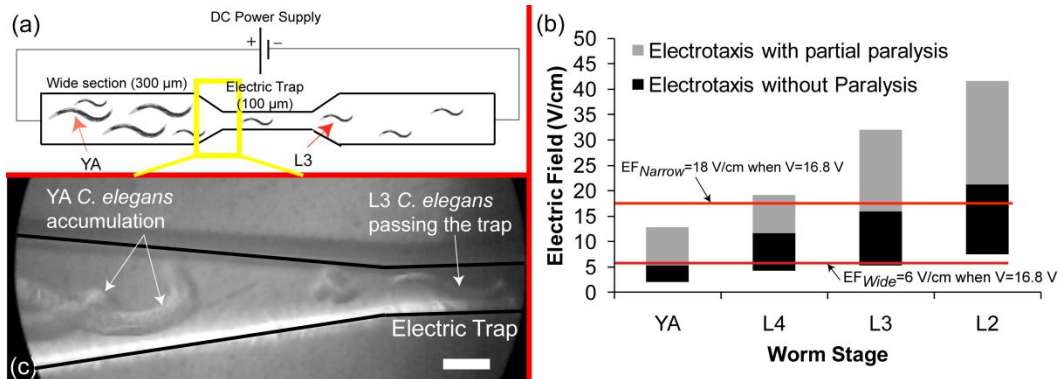 (a)
DC Power Supply
+ −
Wide section (300 µm)
Electric Trap
(100 µm)
YA
L3
(c)
YA C. elegans
accumulation
L3 C. elegans
passing the trap
Electric Trap
(b)
Electric Field (V/cm)
50
45
40
35
30
25
20
15
10
5
0
Electrotaxis with partial paralysis
Electrotaxis without Paralysis
EFNarrow=18 V/cm when V=16.8 V
EFWide=6 V/cm when V=16.8 V
YA L4 L3 L2
Worm Stage